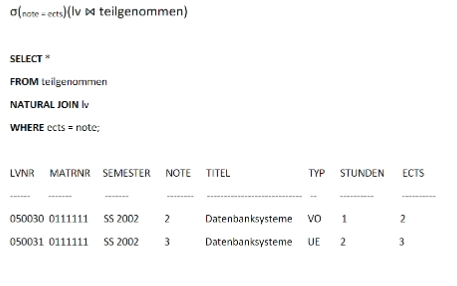 σ(note = ects)(lv ⋈ teilgenommen)
SELECT *
FROM teilgenommen
NATURAL JOIN lv
WHERE ects = note;
LVNR MATRNR SEMESTER NOTE TITEL TYP STUNDEN ECTS
------ ------- ------- -------- ---------------------------- -- ---------- ----------
050030 0111111 SS 2002 2 Datenbanksysteme VO 1 2
050031 0111111 SS 2002 3 Datenbanksysteme UE 2 3